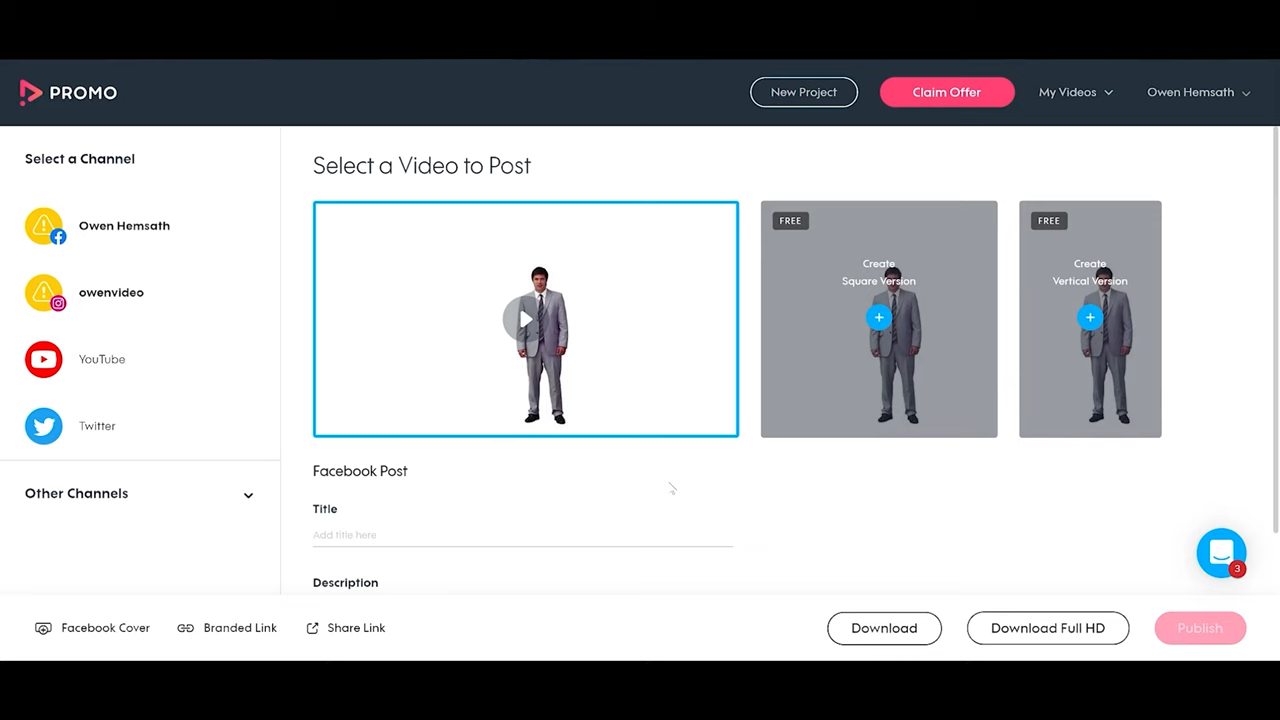 PROMO
New Project
Claim Offer
My Videos
Owen Hemsath
Select a Channel
Owen Hemsath
owenvideo
YouTube
Twitter
Other Channels
Select a Video to Post
FREE
Create
Square Version
FREE
Create
Vertical Version
Facebook Post
Title
Add title here
Description
3
Facebook Cover
Branded Link
Share Link
Download
Download Full HD
Publish